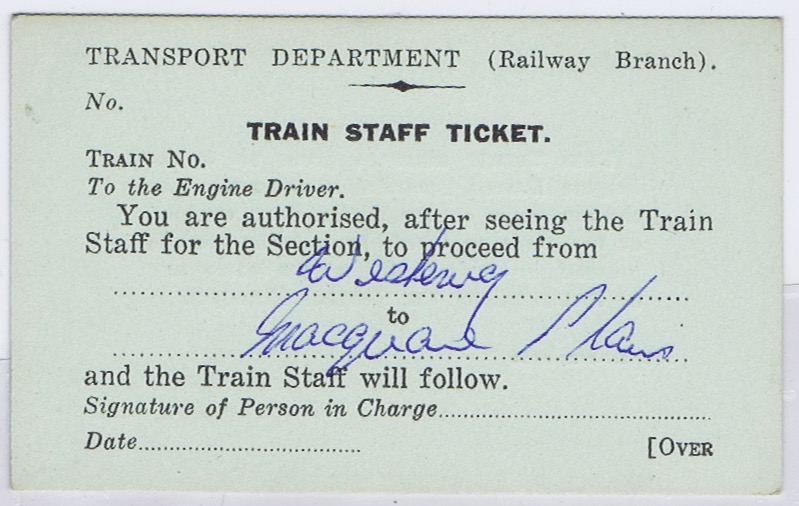 TRANSPORT DEPARTMENT (Railway Branch).
No.
TRAIN STAFF TICKET.
TRAIN No.
To the Engine Driver.
You are authorised, after seeing the Train
Staff for the Section, to proceed from
Westerway
to
Macquarie Plains
and the Train Staff will follow.
Signature of Person in Charge
Date
[OVER